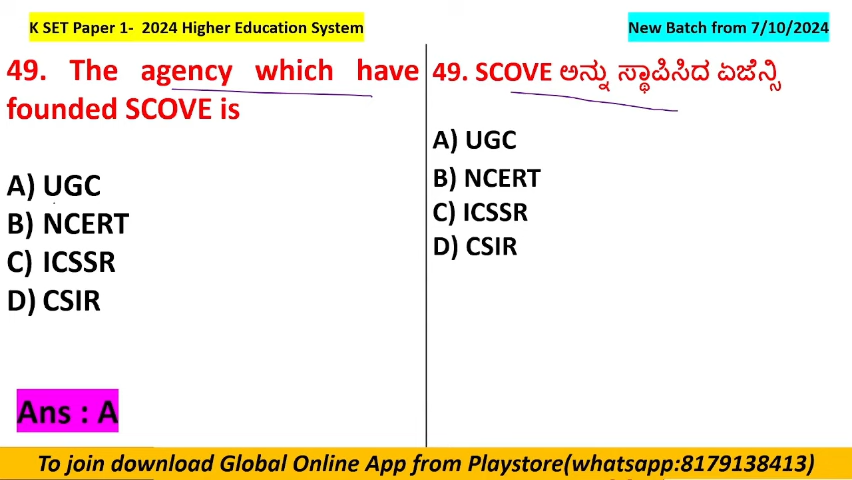 K SET Paper 1- 2024 Higher Education System
New Batch from 7/10/2024
49. The agency which have
founded SCOVE is
A) UGC
B) NCERT
C) ICSSR
D) CSIR
Ans : A
49. SCOVE ಅನ್ನು ಸ್ಥಾಪಿಸಿದ ಏಜೆನ್ಸಿ
A) UGC
B) NCERT
C) ICSSR
D) CSIR
To join download Global Online App from Playstore(whatsapp:8179138413)